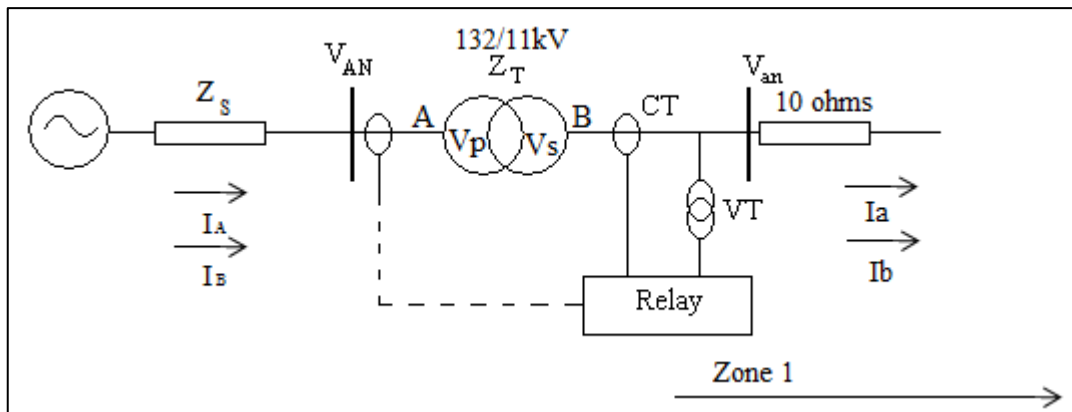 132/11kV
V_AN
Z_T
V_an
Z_S
A
Vp
Vs
B
CT
10 ohms
VT
I_A
I_B
Ia
Ib
Relay
Zone 1